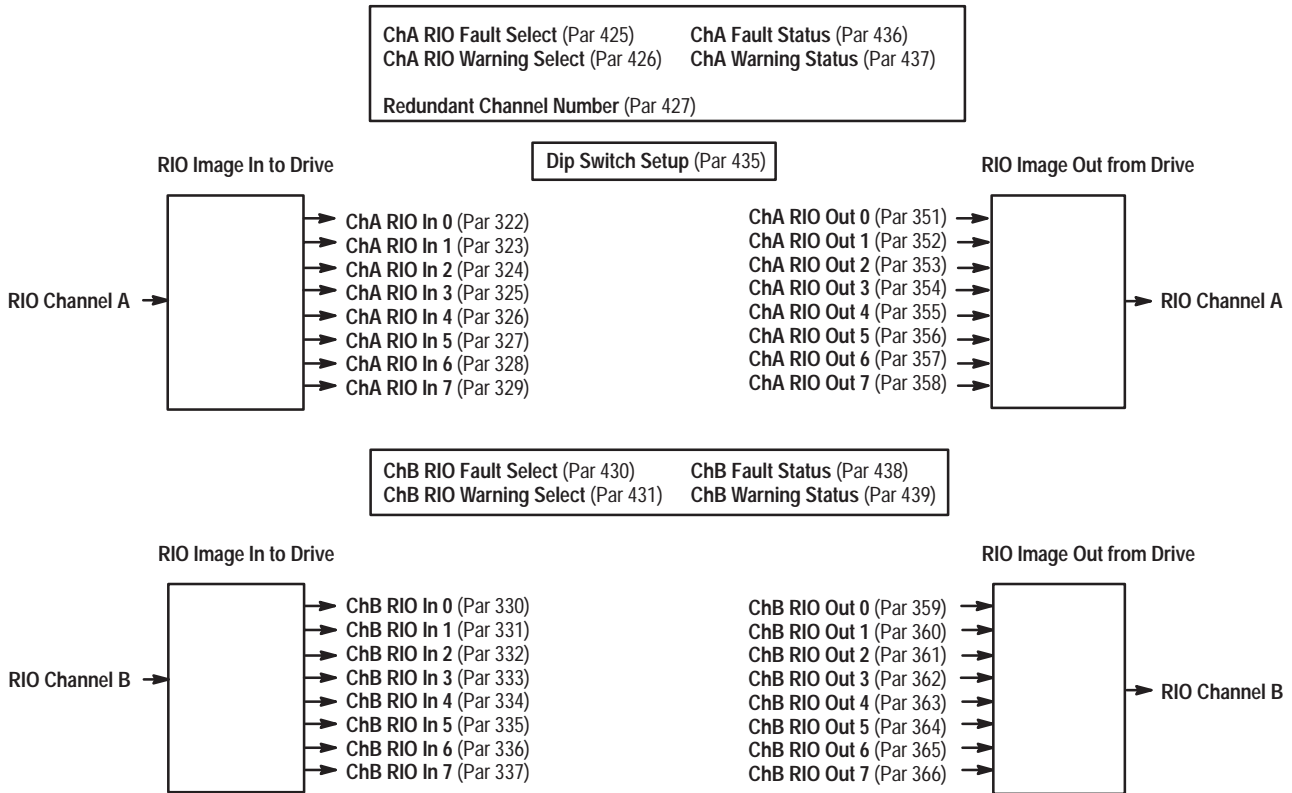 ChA RIO Fault Select (Par 425) ChA Fault Status (Par 436)
ChA RIO Warning Select (Par 426) ChA Warning Status (Par 437)
Redundant Channel Number (Par 427)
Dip Switch Setup (Par 435)
RIO Image In to Drive
RIO Channel A
ChA RIO In 0 (Par 322)
ChA RIO In 1 (Par 323)
ChA RIO In 2 (Par 324)
ChA RIO In 3 (Par 325)
ChA RIO In 4 (Par 326)
ChA RIO In 5 (Par 327)
ChA RIO In 6 (Par 328)
ChA RIO In 7 (Par 329)
RIO Image Out from Drive
ChA RIO Out 0 (Par 351)
ChA RIO Out 1 (Par 352)
ChA RIO Out 2 (Par 353)
ChA RIO Out 3 (Par 354)
ChA RIO Out 4 (Par 355)
ChA RIO Out 5 (Par 356)
ChA RIO Out 6 (Par 357)
ChA RIO Out 7 (Par 358)
RIO Channel A
ChB RIO Fault Select (Par 430) ChB Fault Status (Par 438)
ChB RIO Warning Select (Par 431) ChB Warning Status (Par 439)
RIO Image In to Drive
RIO Channel B
ChB RIO In 0 (Par 330)
ChB RIO In 1 (Par 331)
ChB RIO In 2 (Par 332)
ChB RIO In 3 (Par 333)
ChB RIO In 4 (Par 334)
ChB RIO In 5 (Par 335)
ChB RIO In 6 (Par 336)
ChB RIO In 7 (Par 337)
RIO Image Out from Drive
ChB RIO Out 0 (Par 359)
ChB RIO Out 1 (Par 360)
ChB RIO Out 2 (Par 361)
ChB RIO Out 3 (Par 362)
ChB RIO Out 4 (Par 363)
ChB RIO Out 5 (Par 364)
ChB RIO Out 6 (Par 365)
ChB RIO Out 7 (Par 366)
RIO Channel B